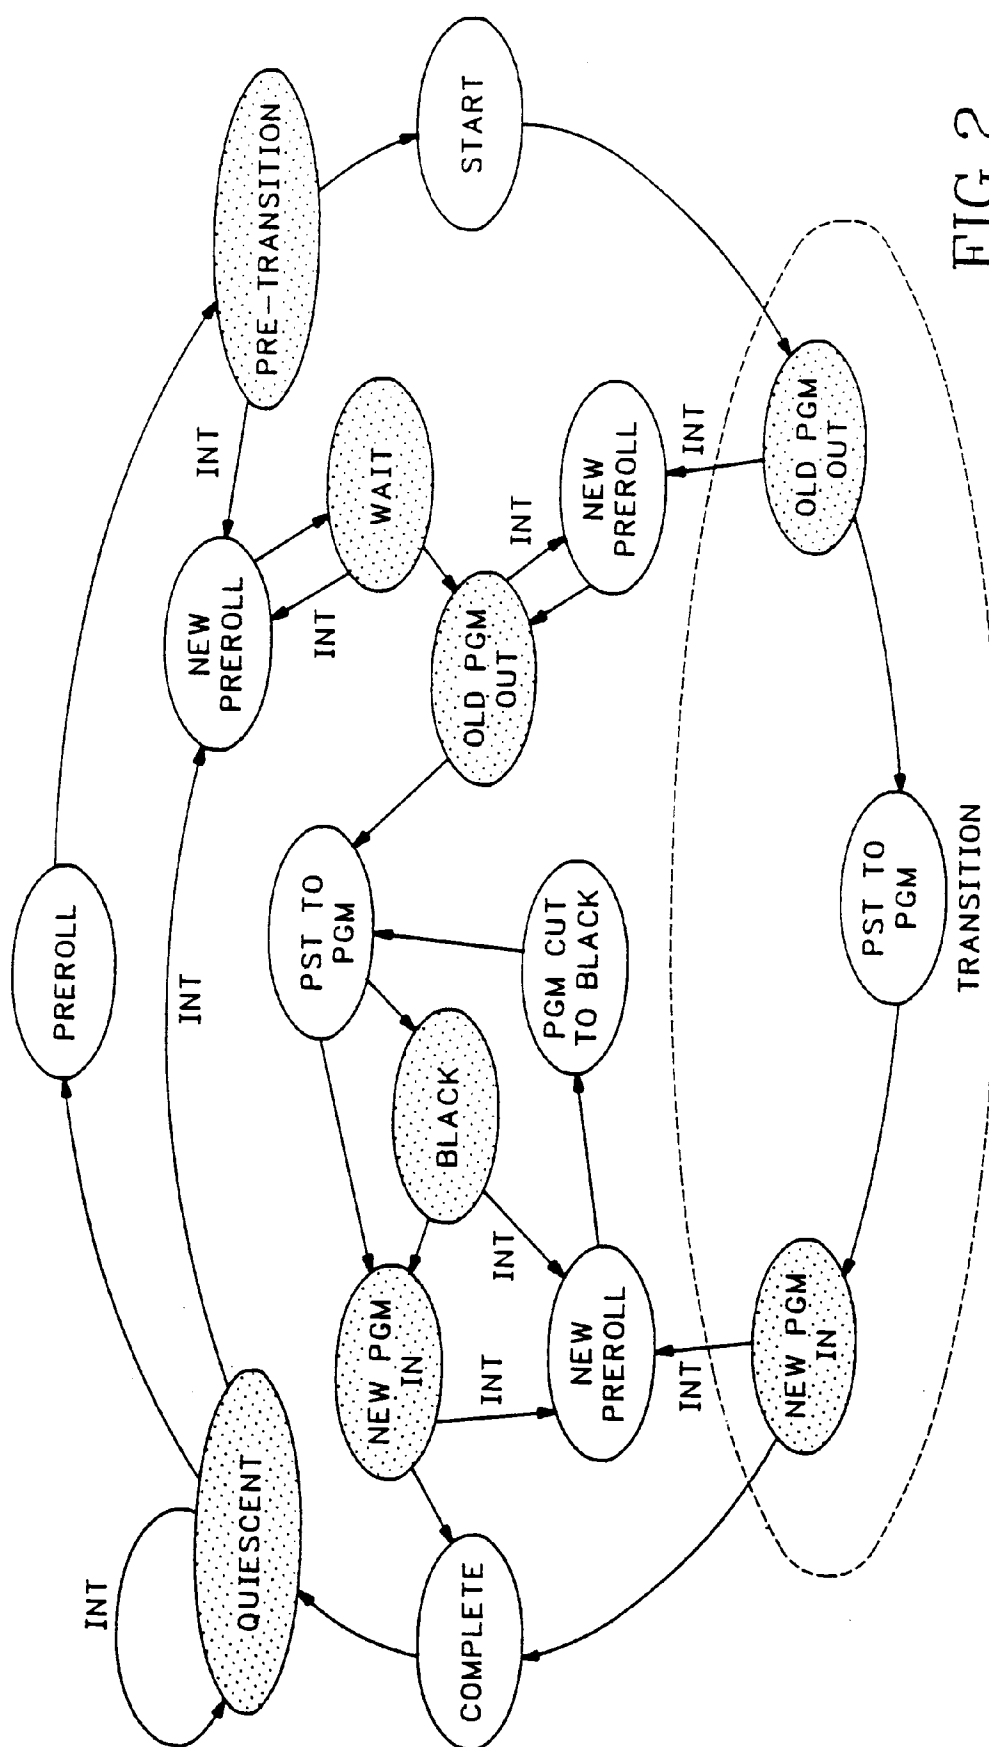 INT
QUIESCENT
PREROLL
PRE-TRANSITION
INT
INT
NEW
PREROLL
INT
WAIT
START
COMPLETE
NEW PGM
IN
INT
BLACK
INT
PST TO
PGM
OLD PGM
OUT
INT
NEW
PREROLL
NEW
PREROLL
PGM CUT
TO BLACK
INT
INT
NEW PGM
IN
PST TO
PGM
OLD PGM
OUT
TRANSITION
FIG 2